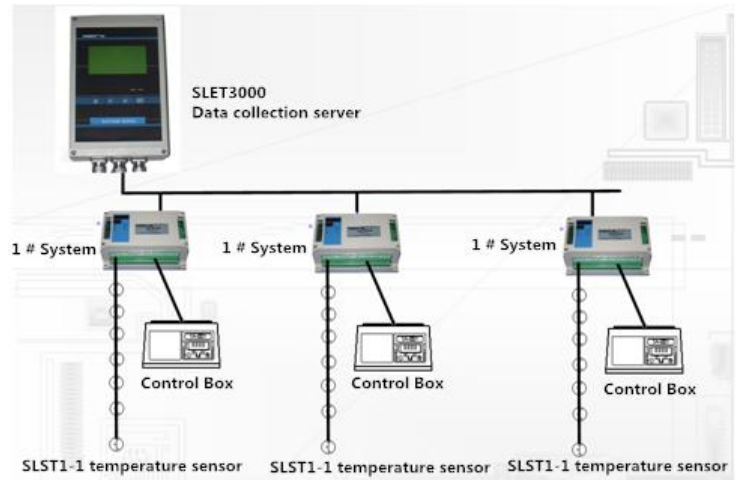 SLET3000
Data collection server
1 # System
1 # System
1 # System
Control Box
Control Box
Control Box
SLST1-1 temperature sensor
SLST1-1 temperature sensor
SLST1-1 temperature sensor